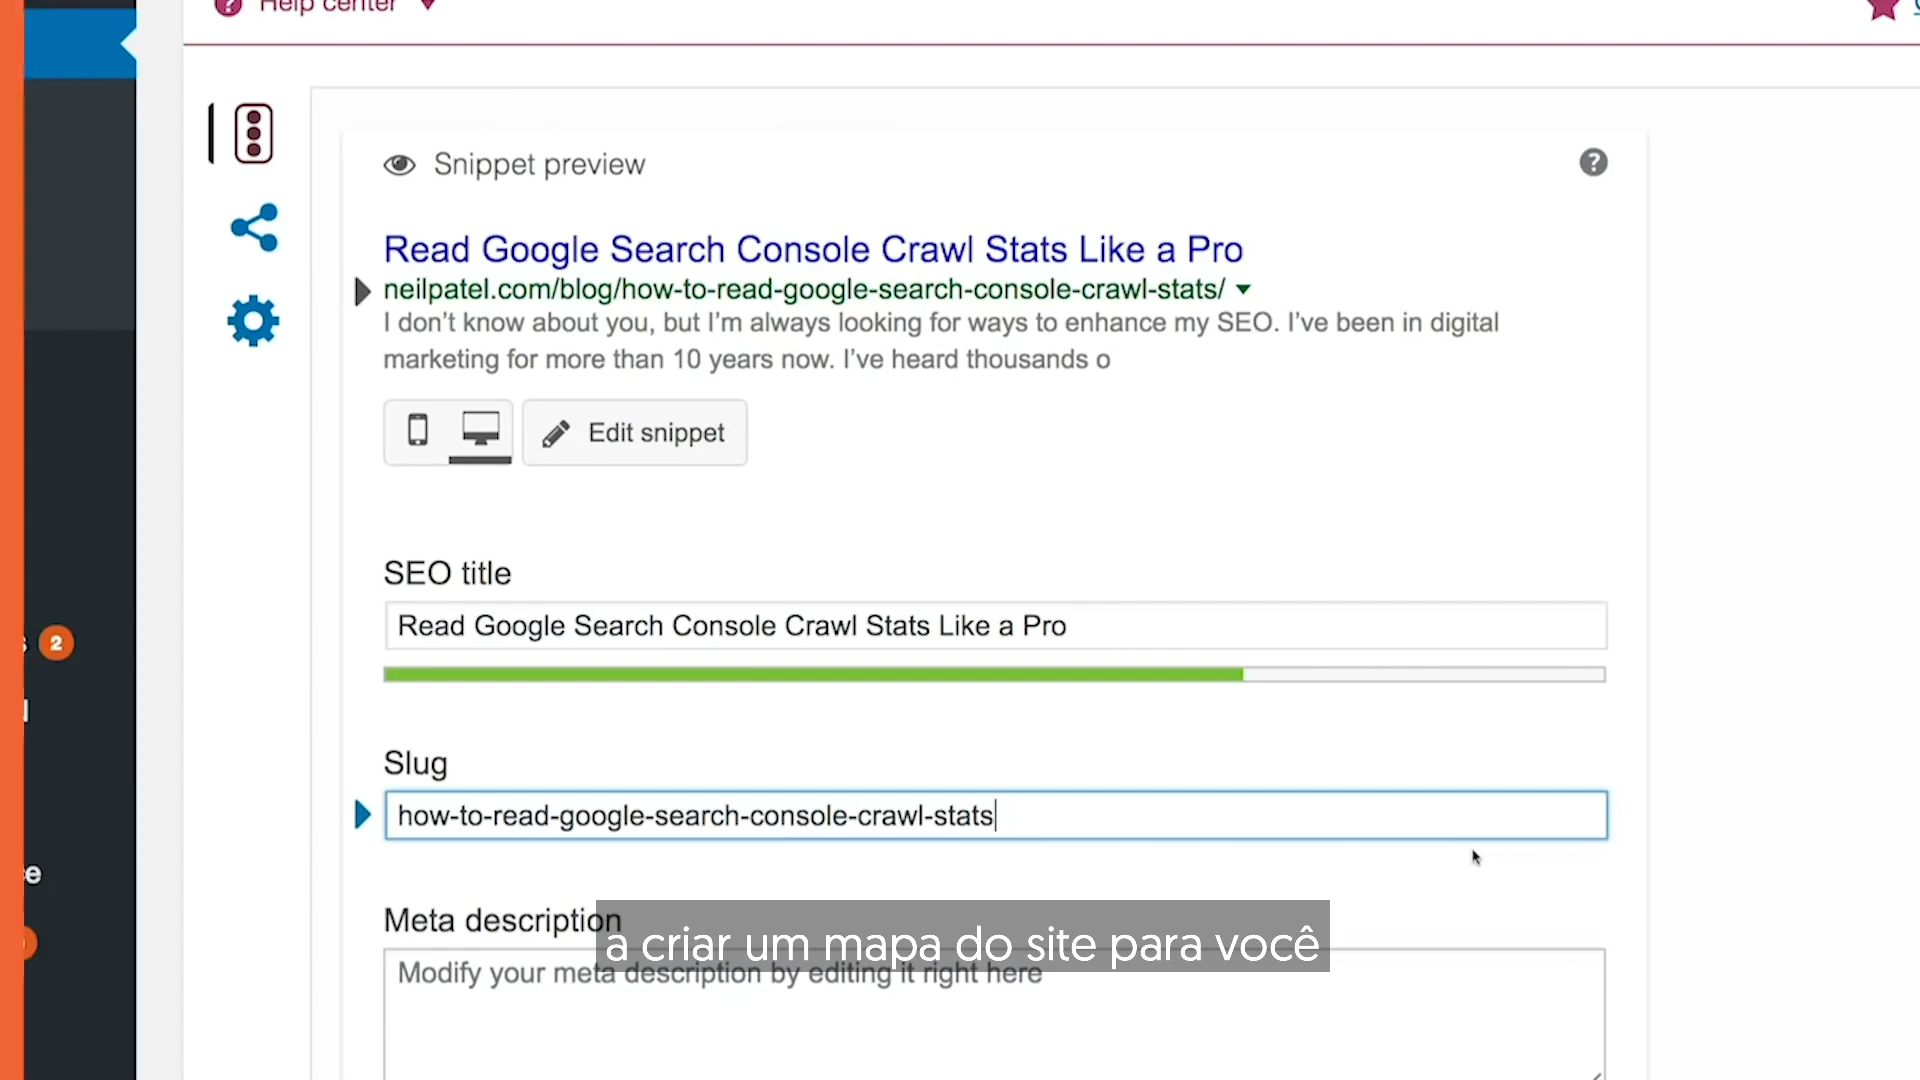 Help center
Snippet preview
Read Google Search Console Crawl Stats Like a Pro
neilpatel.com/blog/how-to-read-google-search-console-crawl-stats/
I don't know about you, but I'm always looking for ways to enhance my SEO. I've been in digital
marketing for more than 10 years now. I've heard thousands o
Edit snippet
SEO title
Read Google Search Console Crawl Stats Like a Pro
2
Slug
how-to-read-google-search-console-crawl-stats
Meta description
a criar um mapa do site para você
Modify your meta description by editing it right here